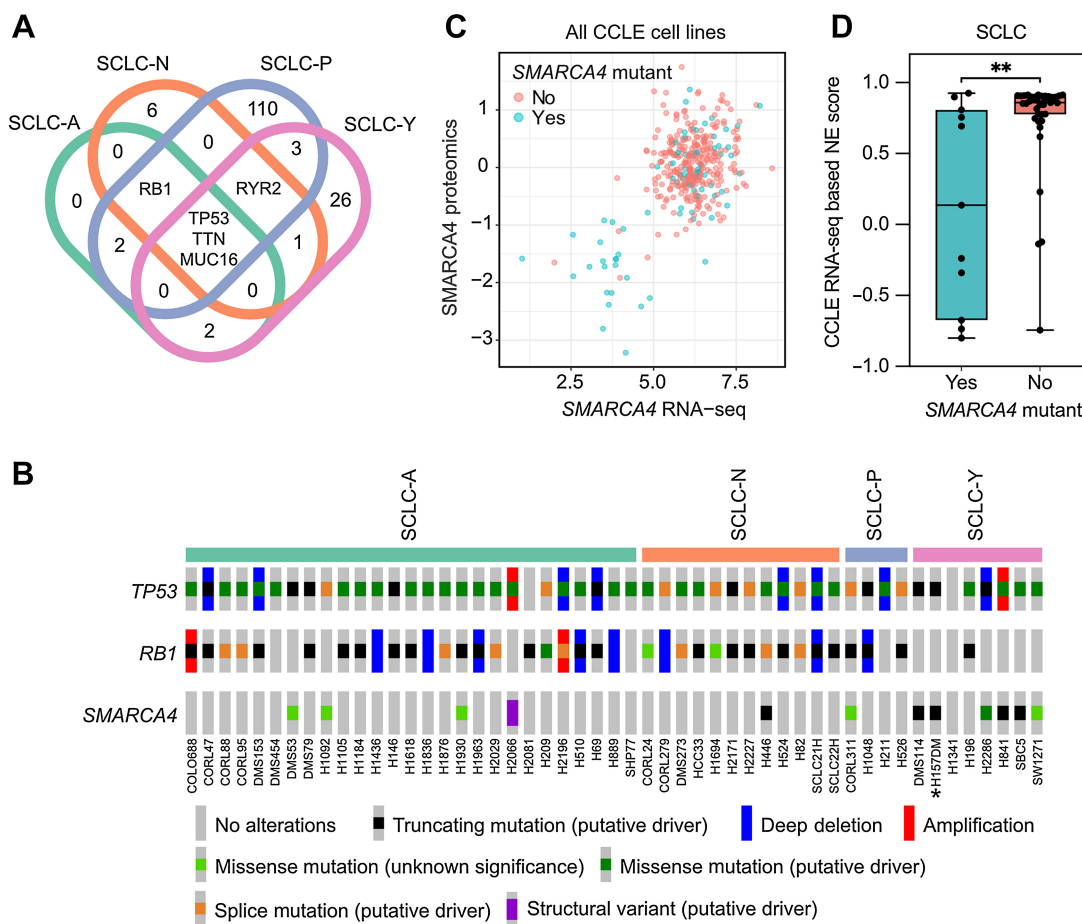 A
SCLC-N
SCLC-P
SCLC-A
SCLC-Y
6
110
0
0
3
0
26
RB1
RYR2
TP53
TTN
MUC16
2
1
0
0
2
C
All CCLE cell lines
SMARCA4 mutant
No
Yes
SMARCA4 proteomics
1
0
−1
−2
−3
2.5
5.0
7.5
SMARCA4 RNA−seq
D
SCLC
**
CCLE RNA-seq based NE score
1.0
0.5
0.0
−0.5
−1.0
Yes
No
SMARCA4 mutant
B
SCLC-A
SCLC-N
SCLC-P
SCLC-Y
TP53
RB1
SMARCA4
COLO688
CORL47
CORL88
CORL95
DMS153
DMS454
DMS53
DMS79
H1092
H1105
H1184
H1436
H146
H1618
H1836
H1876
H1930
H1963
H2029
H2066
H2081
H209
H2196
H510
H69
H889
SHP77
CORL24
CORL279
DMS273
HCC33
H1694
H2171
H2227
H446
H524
H82
SCLC21H
SCLC22H
CORL311
H1048
H211
H526
DMS114
*H157DM
H1341
H196
H2286
H841
SBC5
SW1271
No alterations
Truncating mutation (putative driver)
Deep deletion
Amplification
Missense mutation (unknown significance)
Missense mutation (putative driver)
Splice mutation (putative driver)
Structural variant (putative driver)